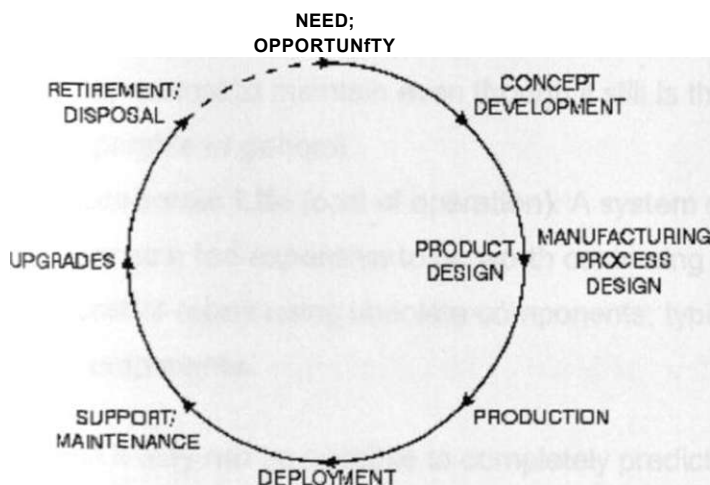 NEED;
OPPORTUNfTY
CONCEPT
DEVELOPMENT
RETIREMENT;
DISPOSAL
PRODUCT
DESIGN
MANUFACTURING
PROCESS
DESIGN
UPGRADES
PRODUCTION
SUPPORT;
MAINTENANCE
DEPLOYMENT